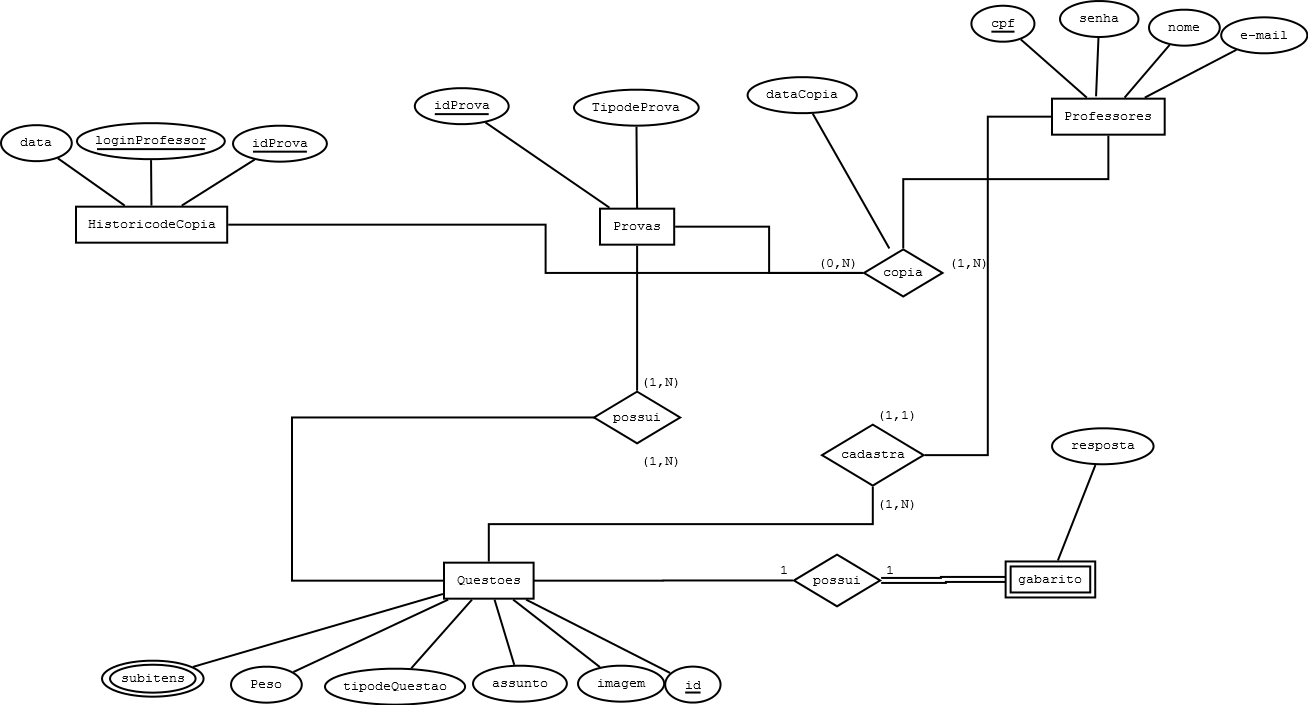 cpf
senha
nome
e-mail
Professores
dataCopia
idProva
TipodeProva
Provas
data
loginProfessor
idProva
HistoricodeCopia
(0,N)
copia
(1,N)
(1,N)
possui
(1,N)
(1,1)
cadastra
(1,N)
resposta
Questoes
1
possui
1
gabarito
subitens
Peso
tipodeQuestao
assunto
imagem
id